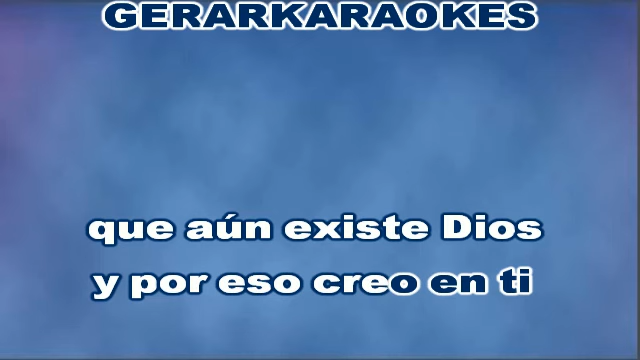 GERARKARAOKES
que aún existe Dios
y por eso creo en ti